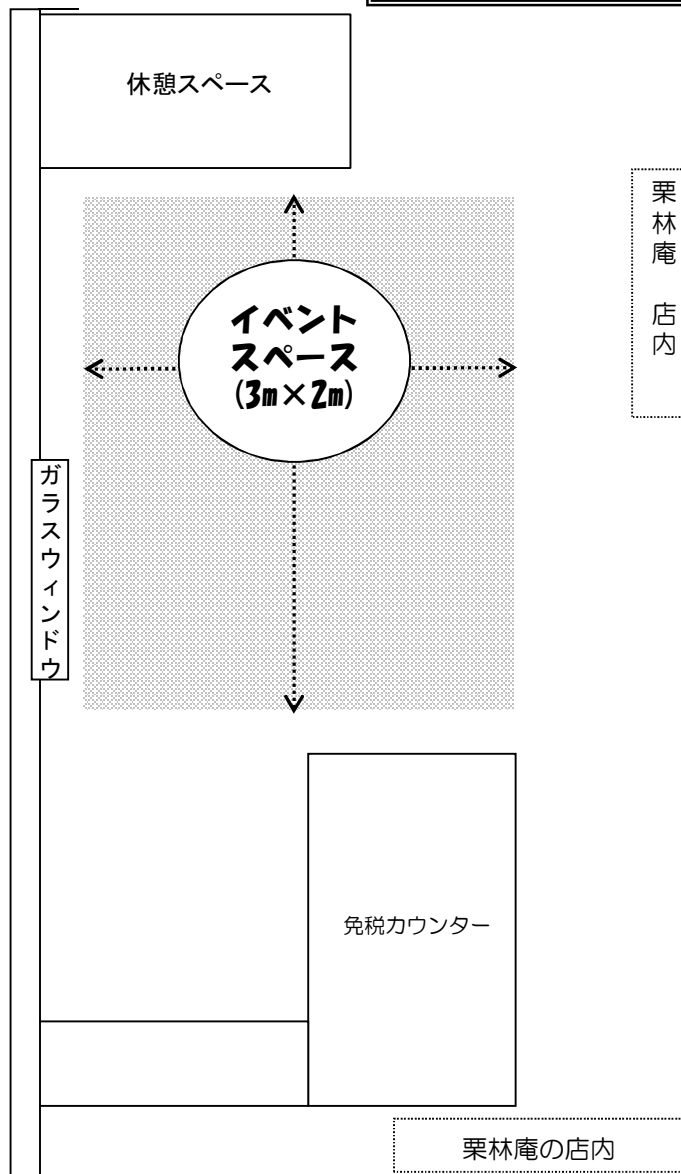 休憩スペース
栗林庵　店内
イベント
スペース
(3m×2m)
ガラスウィンドウ
免税カウンター
栗林庵の店内